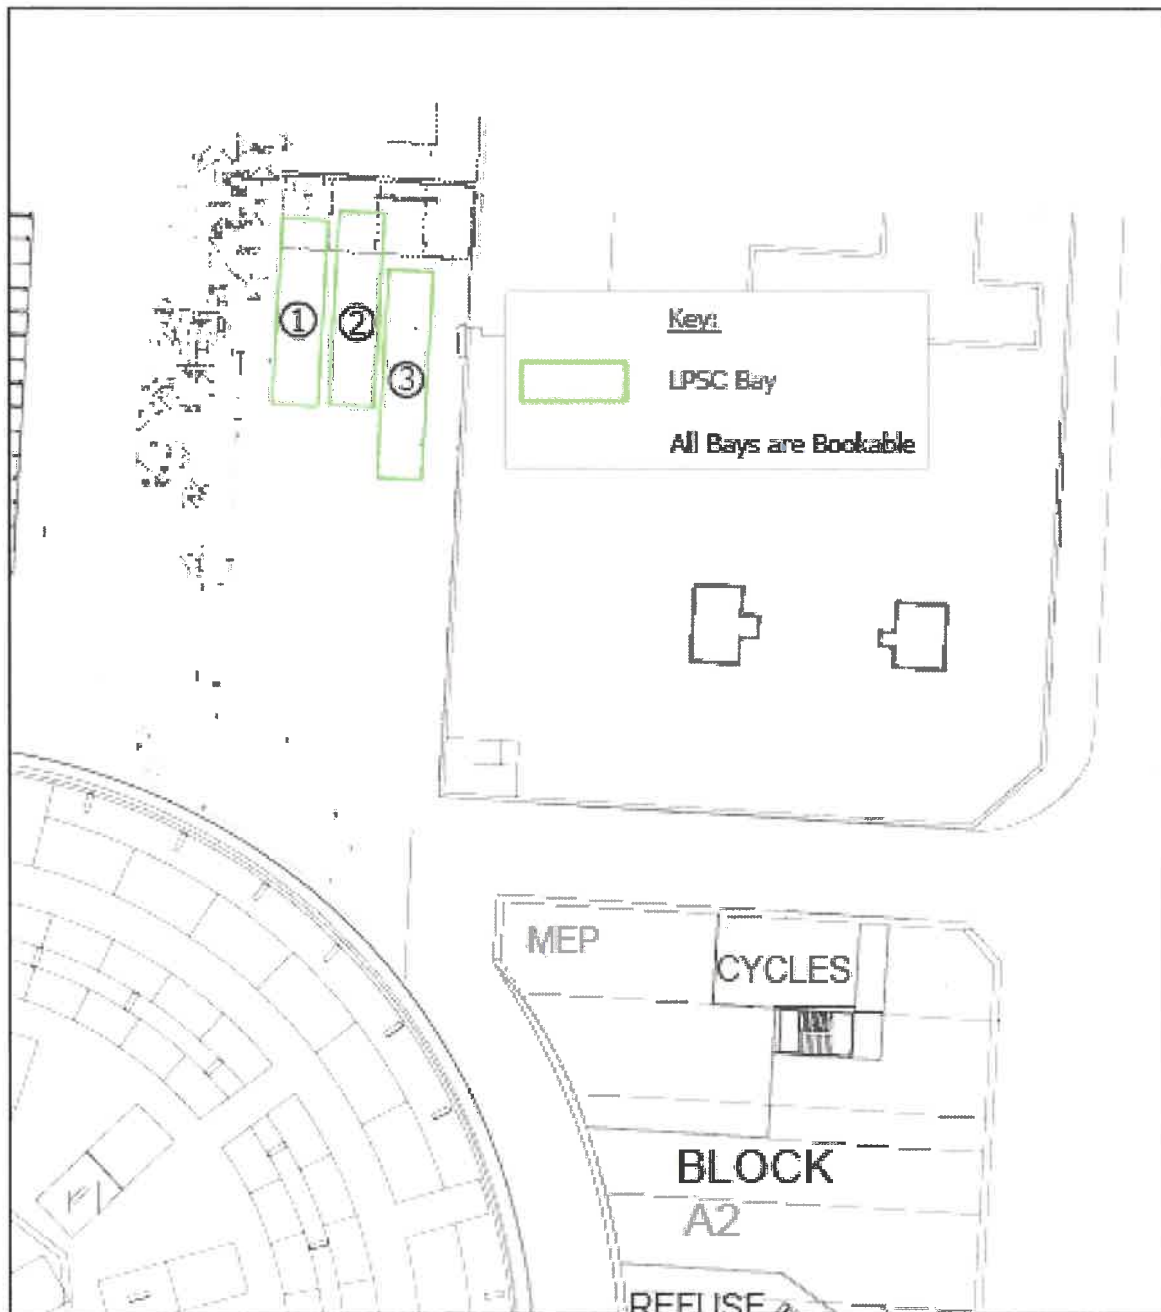 ①
②
③
Key:
LPSC Bay
All Bays are Bookable
MEP
CYCLES
BLOCK
A2
REFUSE